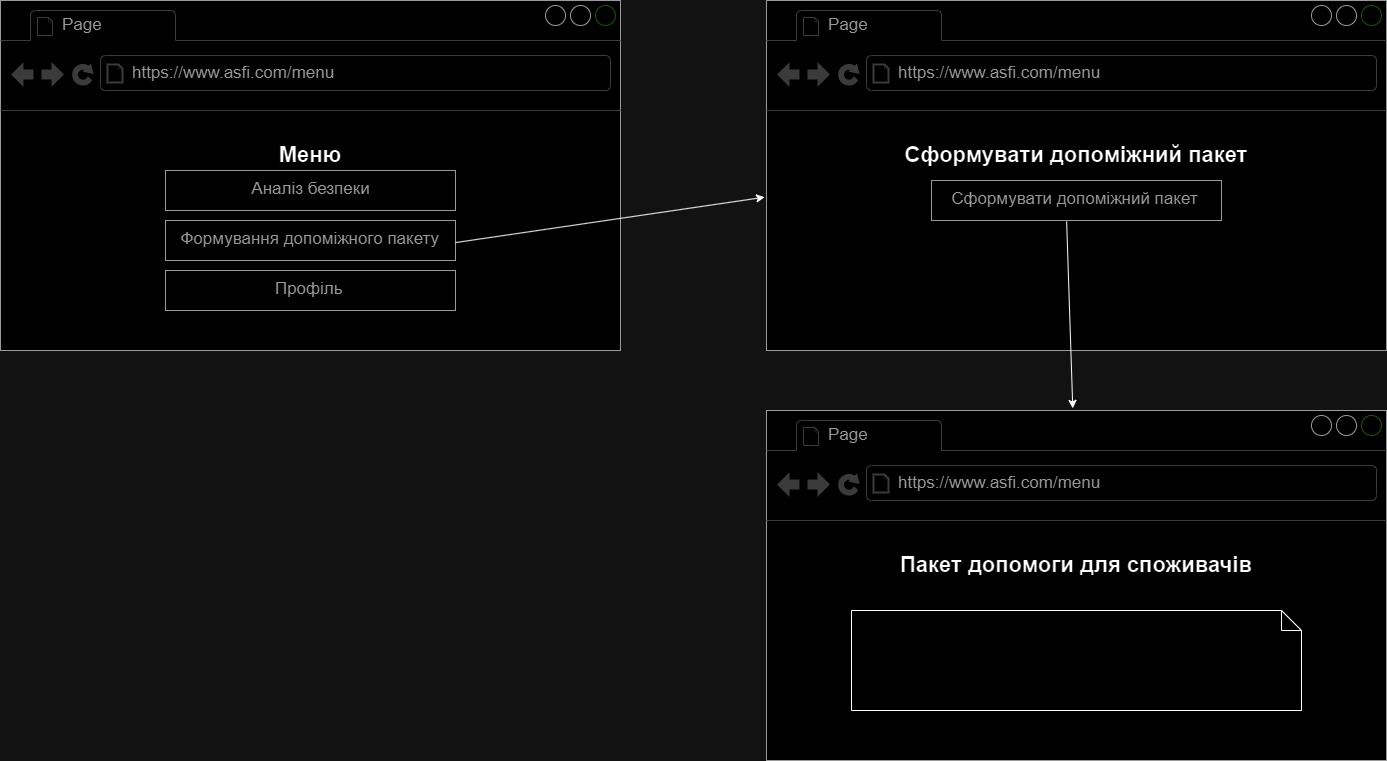 Page
https://www.asfi.com/menu
Меню
Аналіз безпеки
Формування допоміжного пакету
Профіль
Page
https://www.asfi.com/menu
Сформувати допоміжний пакет
Сформувати допоміжний пакет
Page
https://www.asfi.com/menu
Пакет допомоги для споживачів